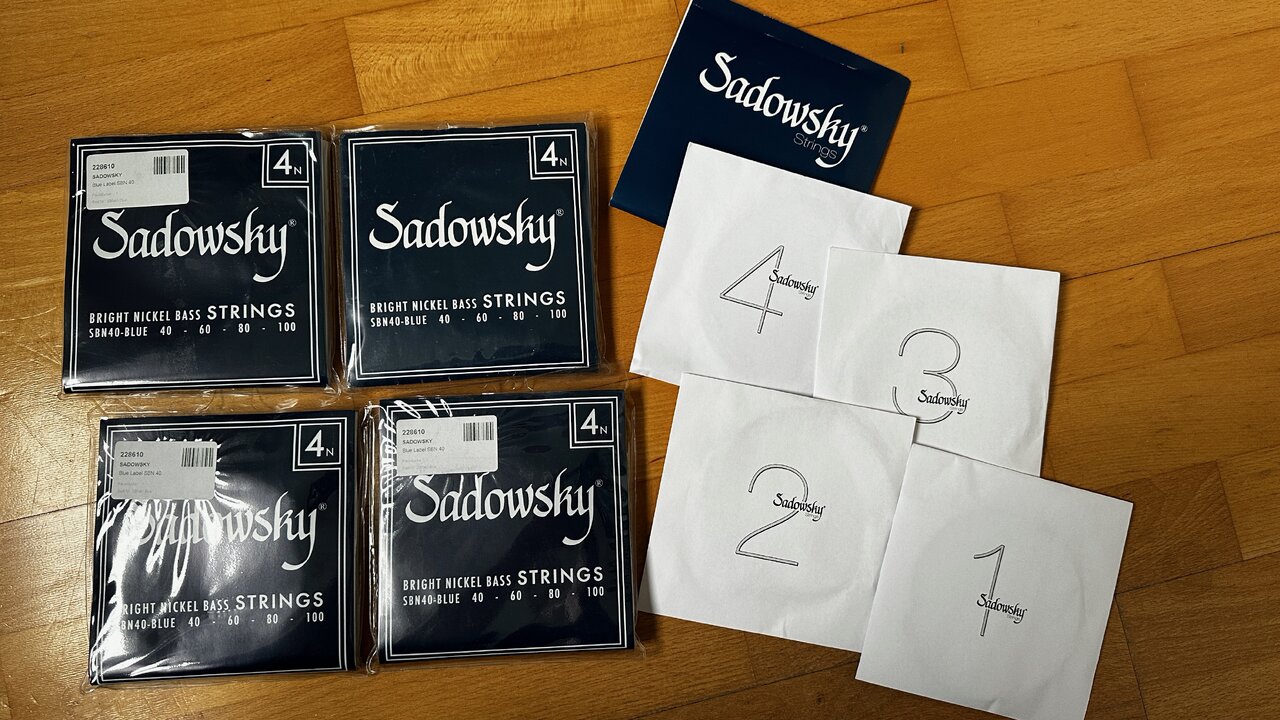 228610
SADOWSKY
Blue Label SBN 40
4N
Sadowsky®
BRIGHT NICKEL BASS STRINGS
SBN40-BLUE 40 - 60 - 80 - 100
4N
Sadowsky®
BRIGHT NICKEL BASS STRINGS
SBN40-BLUE 40 - 60 - 80 - 100
228610
SADOWSKY
Blue Label SBN 40
4N
Sadowsky®
BRIGHT NICKEL BASS STRINGS
SBN40-BLUE 40 - 60 - 80 - 100
228610
SADOWSKY
Blue Label SBN 40
4N
Sadowsky®
BRIGHT NICKEL BASS STRINGS
SBN40-BLUE 40 - 60 - 80 - 100
Sadowsky®
Strings
4
Sadowsky
3
Sadowsky
Strings
2
Sadowsky
Strings
1
Sadowsky
Strings